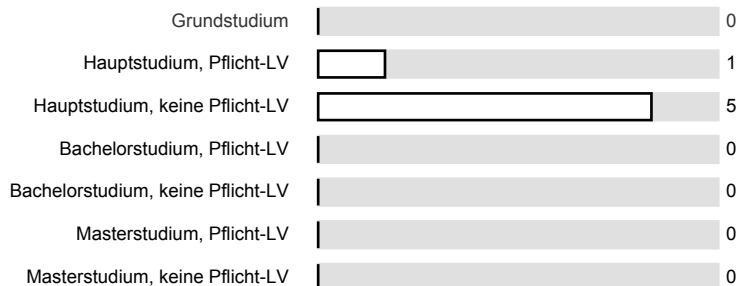 Grundstudium 0
Hauptstudium, Pflicht-LV 1
Hauptstudium, keine Pflicht-LV 5
Bachelorstudium, Pflicht-LV 0
Bachelorstudium, keine Pflicht-LV 0
Masterstudium, Pflicht-LV 0
Masterstudium, keine Pflicht-LV 0